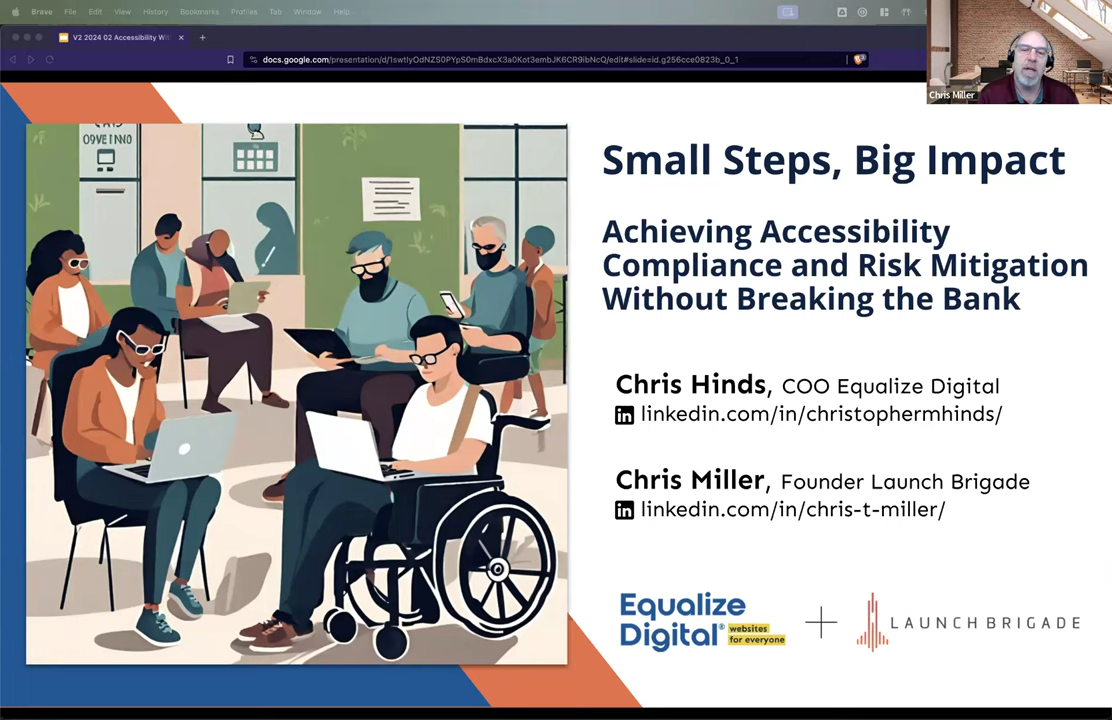 Brave File Edit View History Bookmarks Profiles Tab Window Help
V2 2024 02 Accessibility Wi
docs.google.com/presentation/d/1swtlyOdNZS0PYpS0mBdxcX3a0Kot3embJK6CR9ibNcQ/edit#slide=id.g256cce0823b_0_1
Chris Miller
Small Steps, Big Impact
Achieving Accessibility
Compliance and Risk Mitigation
Without Breaking the Bank
Chris Hinds, COO Equalize Digital
linkedin.com/in/christophermhinds/
Chris Miller, Founder Launch Brigade
linkedin.com/in/chris-t-miller/
Equalize
Digital® websites
for everyone
LAUNCH BRIGADE